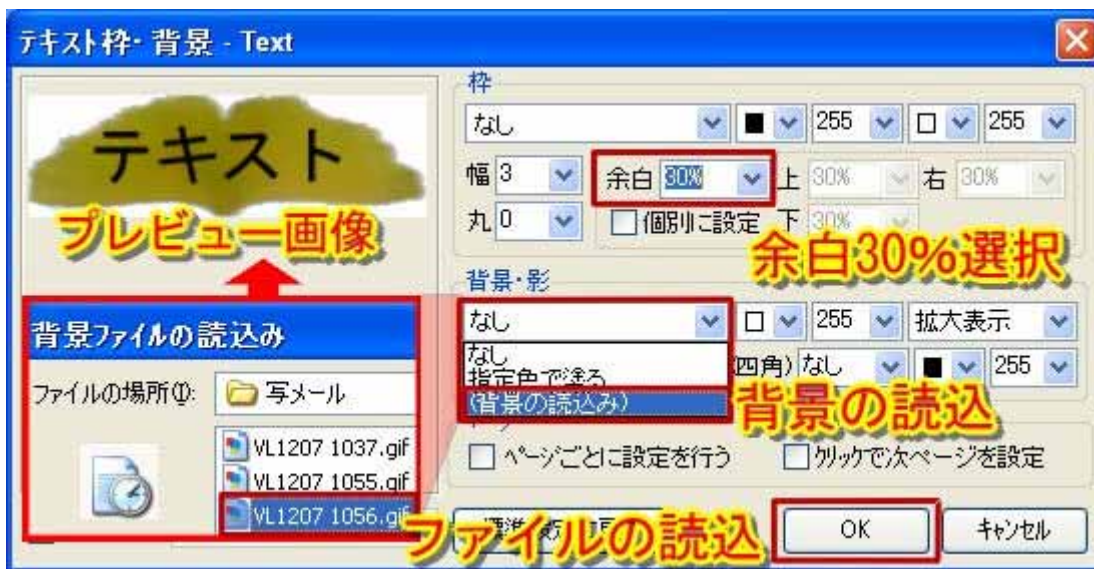 テキスト枠・背景 - Text
テキスト
プレビュー画像
枠
なし 255 255
幅 3 余白 30% 上 30% 右 30%
丸 0 個別に設定 下 30%
余白30%選択
背景・影
なし 255 拡大表示
なし
指定色で塗る
(背景の読込み)
四角) なし 255
背景の読込
ページごとに設定を行う クリックで次ページを設定
OK キャンセル
背景ファイルの読込み
ファイルの場所(I): 写メール
VL1207 1037.gif
VL1207 1055.gif
VL1207 1056.gif
ファイルの読込